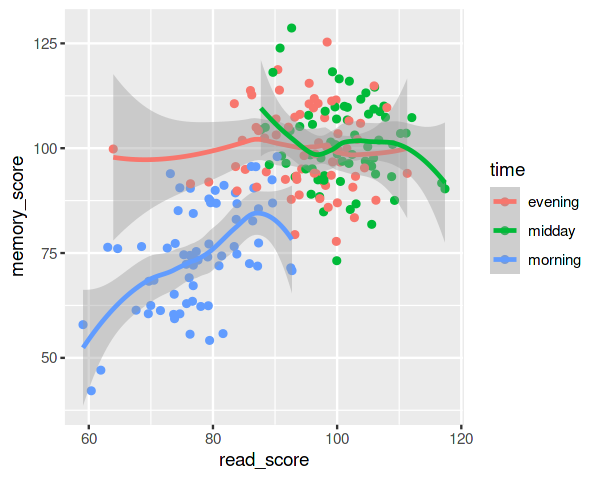 125
100
75
50
60 80 100 120
read_score
memory_score
time
evening
midday
morning